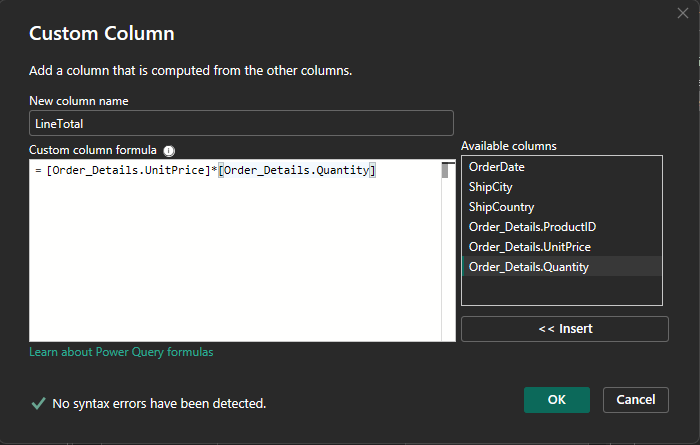 Custom Column
Add a column that is computed from the other columns.
New column name
LineTotal
Custom column formula
= [Order_Details.UnitPrice]*[Order_Details.Quantity]
Available columns
OrderDate
ShipCity
ShipCountry
Order_Details.ProductID
Order_Details.UnitPrice
Order_Details.Quantity
<< Insert
Learn about Power Query formulas
No syntax errors have been detected.
OK
Cancel